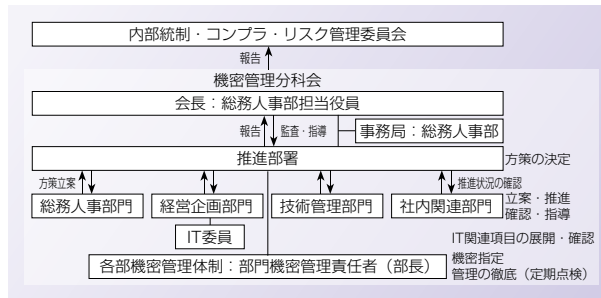 内部統制・コンプラ・リスク管理委員会
報告
機密管理分科会
会長：総務人事部担当役員
報告
監査・指導
事務局：総務人事部
推進部署
方策の決定
方策立案
推進状況の確認
総務人事部門
経営企画部門
技術管理部門
社内関連部門
立案・推進
確認・指導
IT委員
IT関連項目の展開・確認
各部機密管理体制：部門機密管理責任者（部長）
機密指定
管理の徹底（定期点検）